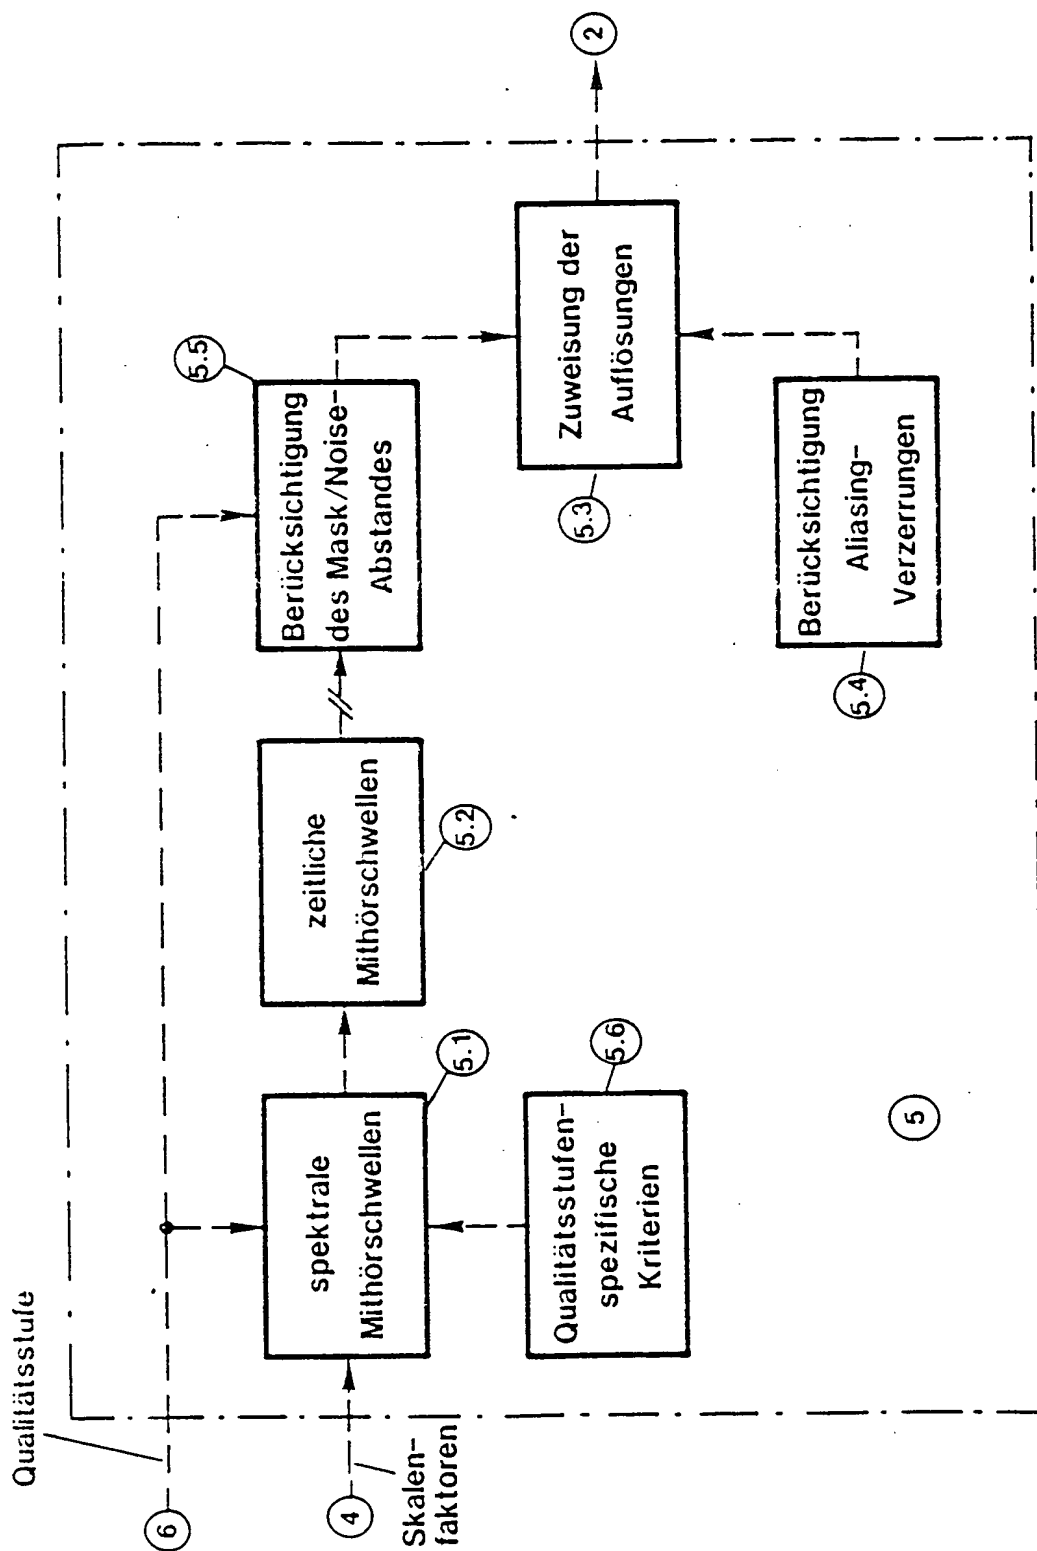 Qualitätsstufe
6
4
Skalen-
faktoren
spektrale
Mithörschwellen
5.1
Qualitätsstufen-
spezifische
Kriterien
5.6
zeitliche
Mithörschwellen
5.2
Berücksichtigung
des Mask/Noise-
Abstandes
5.5
Zuweisung der
Auflösungen
5.3
Berücksichtigung
Aliasing-
Verzerrungen
5.4
2
5